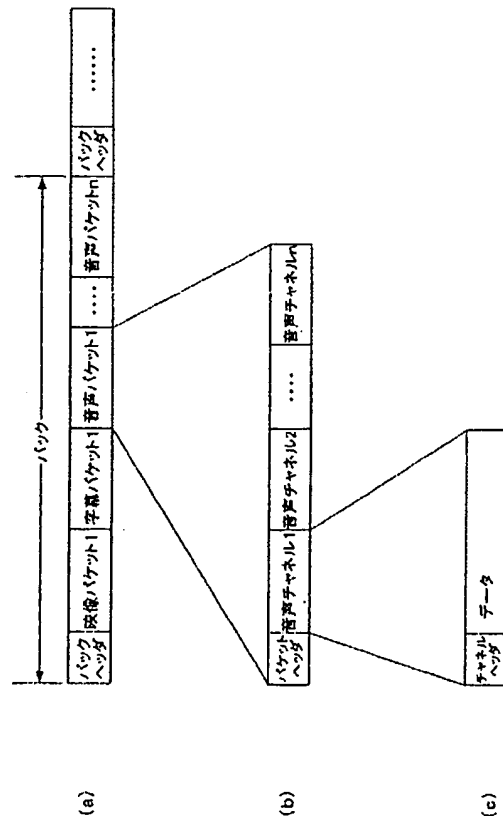 (a)
パック
パック
ヘッダ
映像パケット1
字幕パケット1
音声パケット1
‥‥
音声パケットn
パック
ヘッダ
‥‥‥
(b)
パケット
ヘッダ
音声チャネル1
音声チャネル2
‥‥
音声チャネルn
(c)
チャネル
ヘッダ
データ